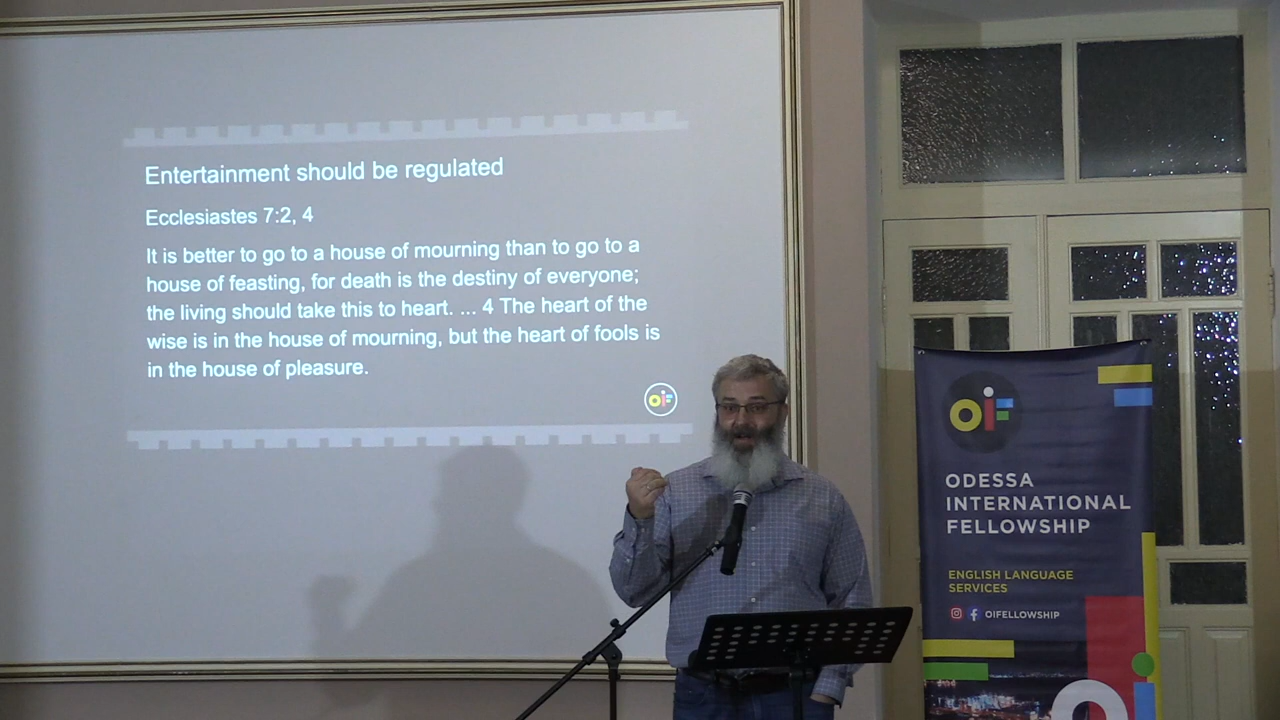 Entertainment should be regulated
Ecclesiastes 7:2, 4
It is better to go to a house of mourning than to go to a
house of feasting, for death is the destiny of everyone;
the living should take this to heart. ... 4 The heart of the
wise is in the house of mourning, but the heart of fools is
in the house of pleasure.
OiF
OiF
ODESSA
INTERNATIONAL
FELLOWSHIP
ENGLISH LANGUAGE
SERVICES
OIFELLOWSHIP
Oi